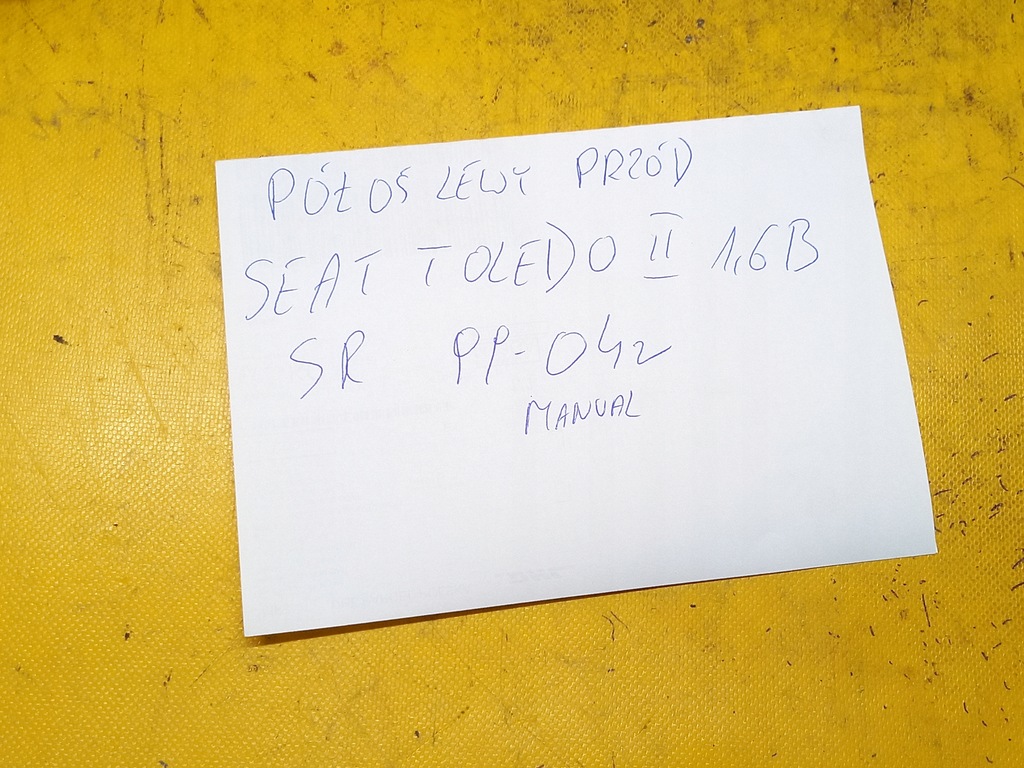 PÓŁOŚ LEWY PRZÓD
SEAT TOLEDO II 1,6B
SR PP-042
MANUAL